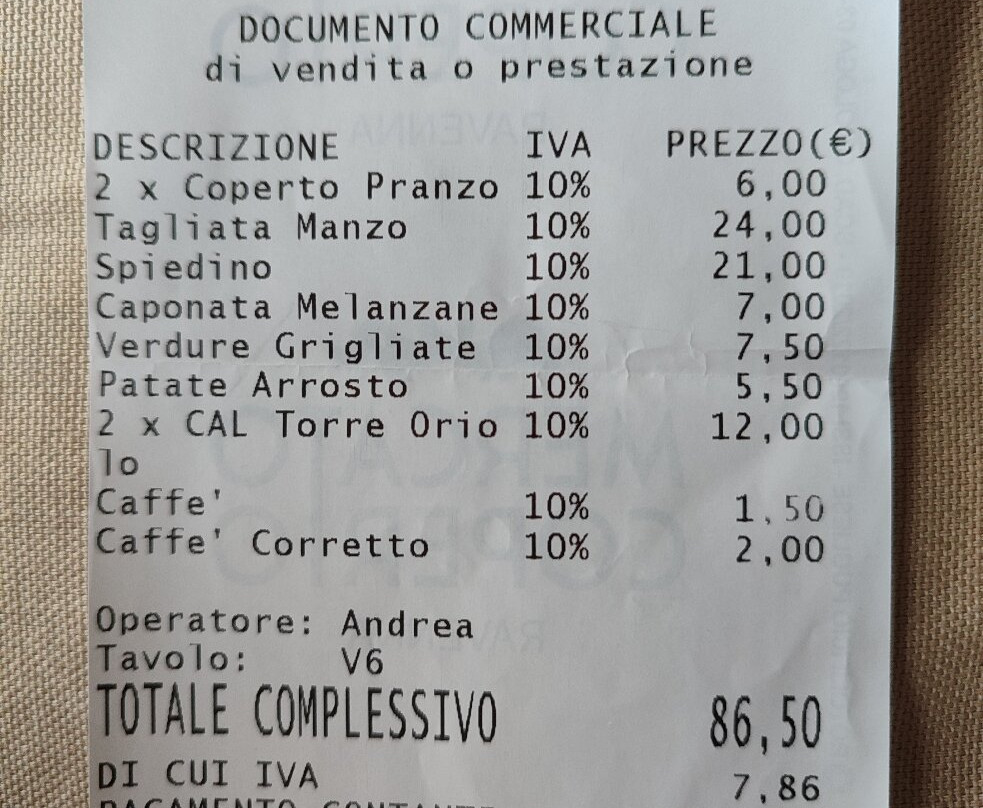 DOCUMENTO COMMERCIALE
di vendita o prestazione
DESCRIZIONE IVA PREZZO(€)
2 x Coperto Pranzo 10% 6,00
Tagliata Manzo 10% 24,00
Spiedino 10% 21,00
Caponata Melanzane 10% 7,00
Verdure Grigliate 10% 7,50
Patate Arrosto 10% 5,50
2 x CAL Torre Orio 10% 12,00
lo
Caffe' 10% 1,50
Caffe' Corretto 10% 2,00
Operatore: Andrea
Tavolo: V6
TOTALE COMPLESSIVO 86,50
DI CUI IVA 7,86